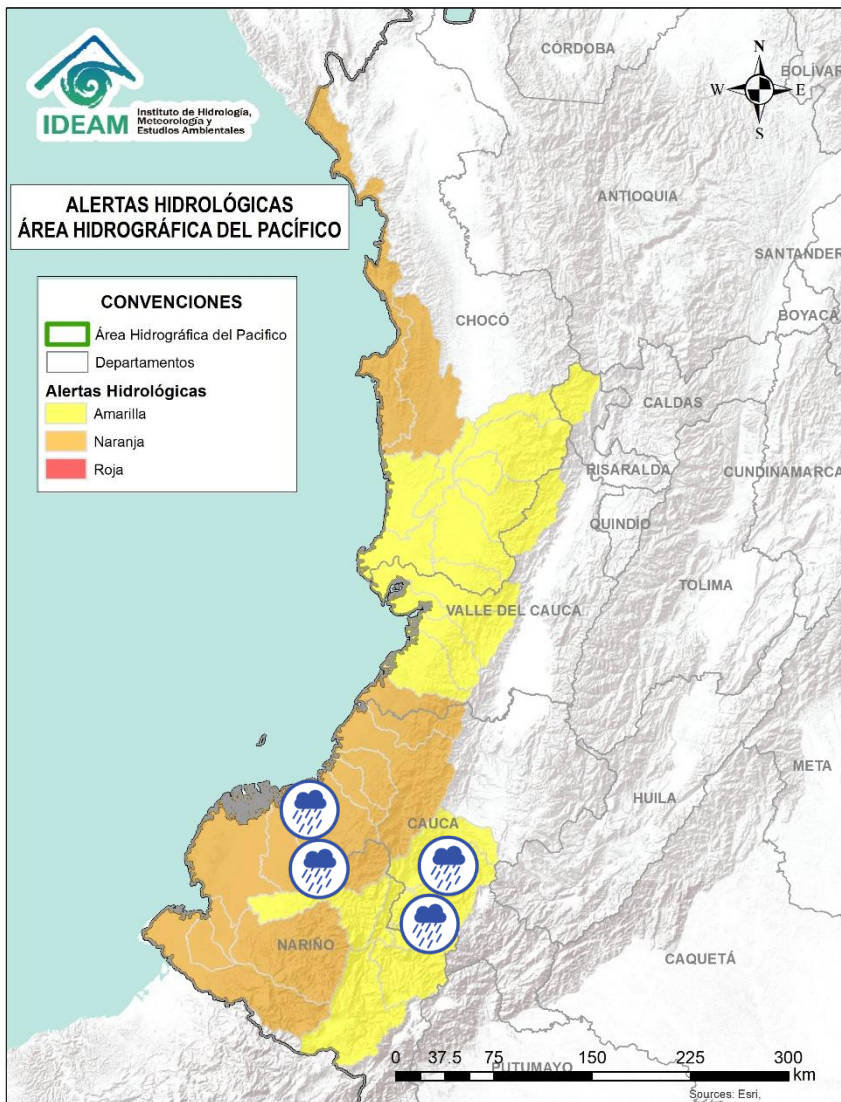 IDEAM
Instituto de Hidrología,
Meteorología y
Estudios Ambientales
CÓRDOBA
BOLÍVAR
N
W
E
S
ALERTAS HIDROLÓGICAS
ÁREA HIDROGRÁFICA DEL PACÍFICO
ANTIOQUIA
SANTANDER
BOYACÁ
CONVENCIONES
Área Hidrográfica del Pacifico
Departamentos
Alertas Hidrológicas
Amarilla
Naranja
Roja
CHOCÓ
CALDAS
RISARALDA
CUNDINAMARCA
QUINDÍO
TOLIMA
VALLE DEL CAUCA
META
HUILA
CAUCA
NARIÑO
CAQUETÁ
PUTUMAYO
0 37.5 75 150 225 300
km
Sources: Esri,